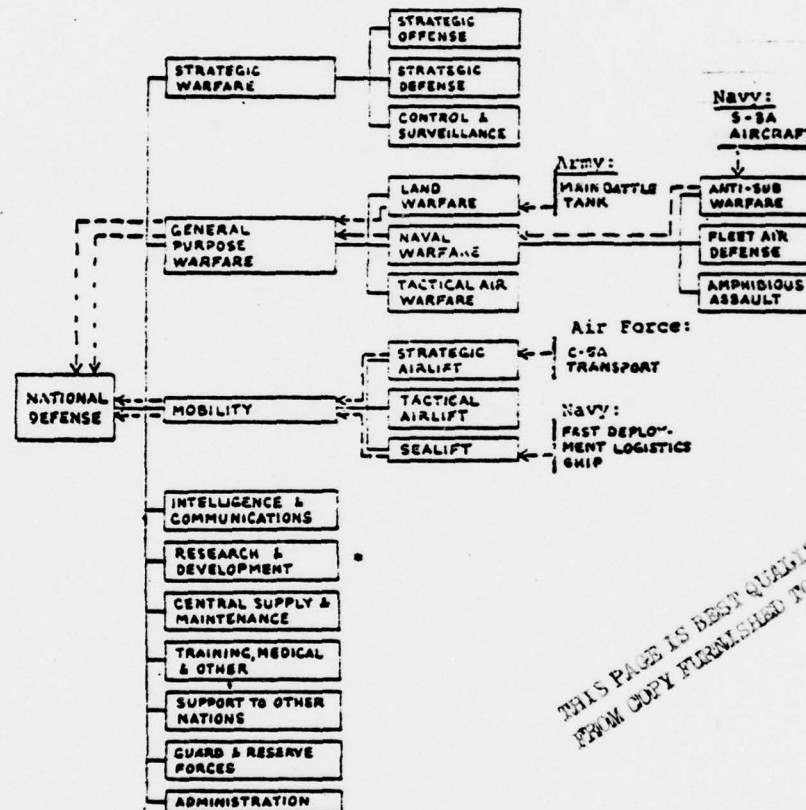 STRATEGIC
OFFENSE
STRATEGIC
WARFARE
STRATEGIC
DEFENSE
CONTROL &
SURVEILLANCE
Navy:
S-3A
AIRCRAFT
Army:
MAIN BATTLE
TANK
LAND
WARFARE
ANTI-SUB
WARFARE
GENERAL
PURPOSE
WARFARE
NAVAL
WARFARE
FLEET AIR
DEFENSE
TACTICAL AIR
WARFARE
AMPHIBIOUS
ASSAULT
Air Force:
C-5A
TRANSPORT
STRATEGIC
AIRLIFT
NATIONAL
DEFENSE
MOBILITY
TACTICAL
AIRLIFT
Navy:
FAST DEPLOY-
MENT LOGISTICS
SHIP
SEALIFT
INTELLIGENCE &
COMMUNICATIONS
RESEARCH &
DEVELOPMENT
*
CENTRAL SUPPLY &
MAINTENANCE
TRAINING, MEDICAL
& OTHER
SUPPORT TO OTHER
NATIONS
GUARD & RESERVE
FORCES
ADMINISTRATION
THIS PAGE IS BEST
FROM COPY FURNISHED TO